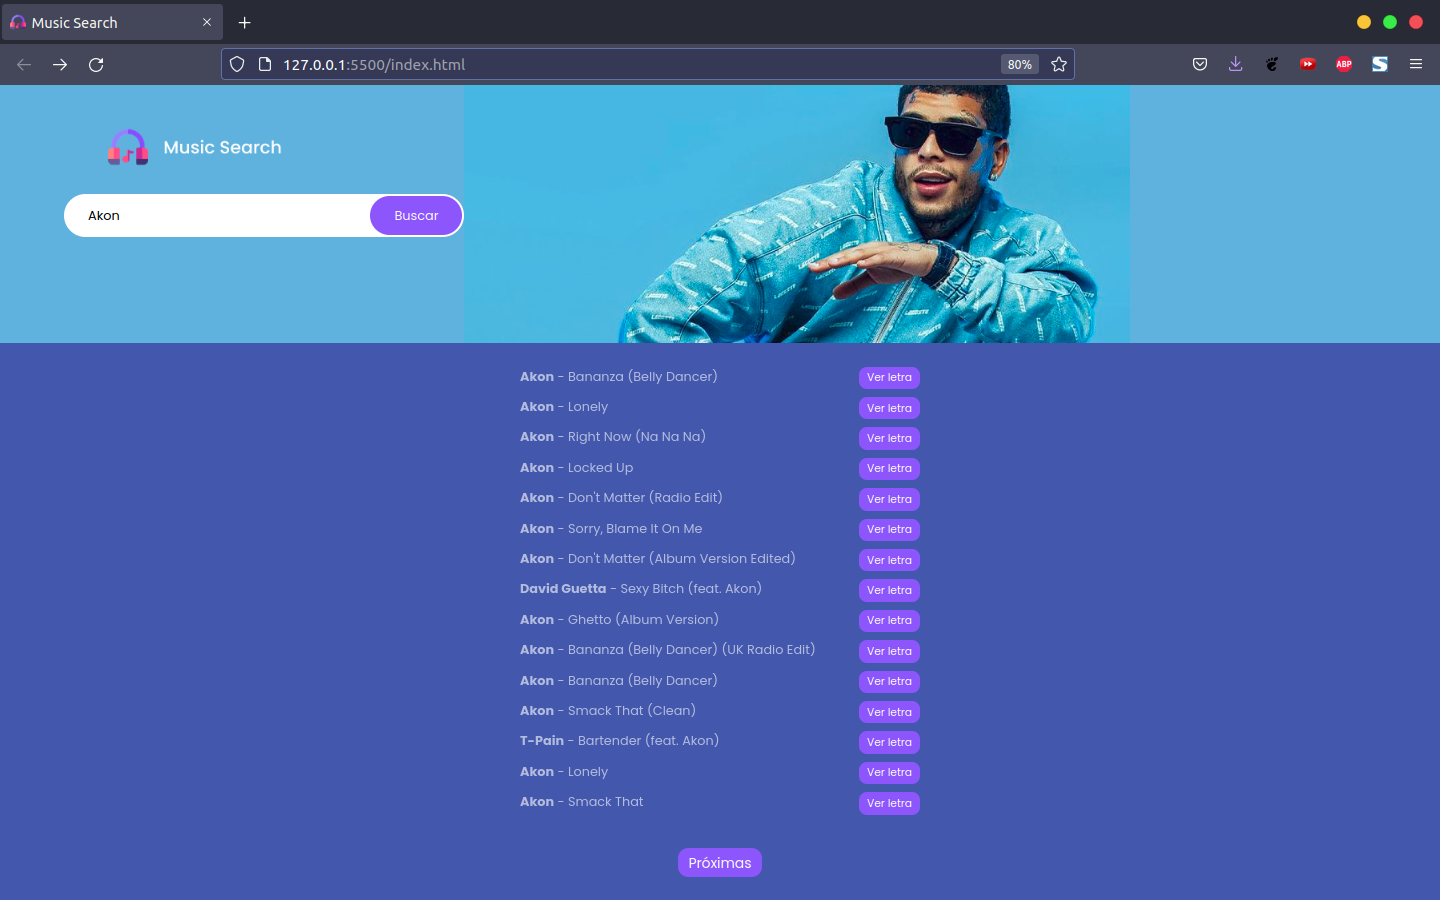 Music Search
127.0.0.1:5500/index.html
80%
ABP
S
Music Search
Akon
Buscar
Akon - Bananza (Belly Dancer) Ver letra
Akon - Lonely Ver letra
Akon - Right Now (Na Na Na) Ver letra
Akon - Locked Up Ver letra
Akon - Don't Matter (Radio Edit) Ver letra
Akon - Sorry, Blame It On Me Ver letra
Akon - Don't Matter (Album Version Edited) Ver letra
David Guetta - Sexy Bitch (feat. Akon) Ver letra
Akon - Ghetto (Album Version) Ver letra
Akon - Bananza (Belly Dancer) (UK Radio Edit) Ver letra
Akon - Bananza (Belly Dancer) Ver letra
Akon - Smack That (Clean) Ver letra
T-Pain - Bartender (feat. Akon) Ver letra
Akon - Lonely Ver letra
Akon - Smack That Ver letra
Próximas